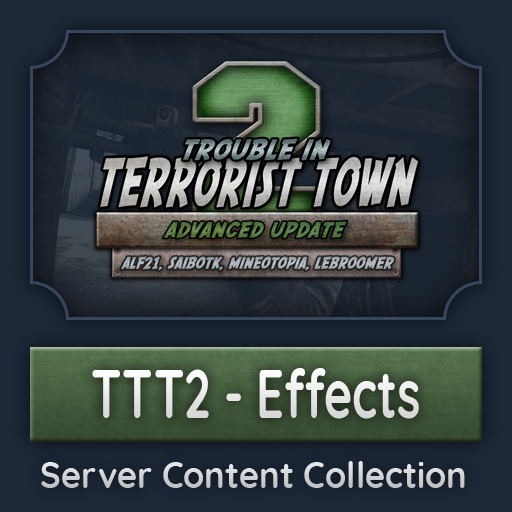 2
TROUBLE IN
TERRORIST TOWN
ADVANCED UPDATE
ALF21, SAIBOTK, MINEOTOPIA, LEBROOMER
TTT2 - Effects
Server Content Collection